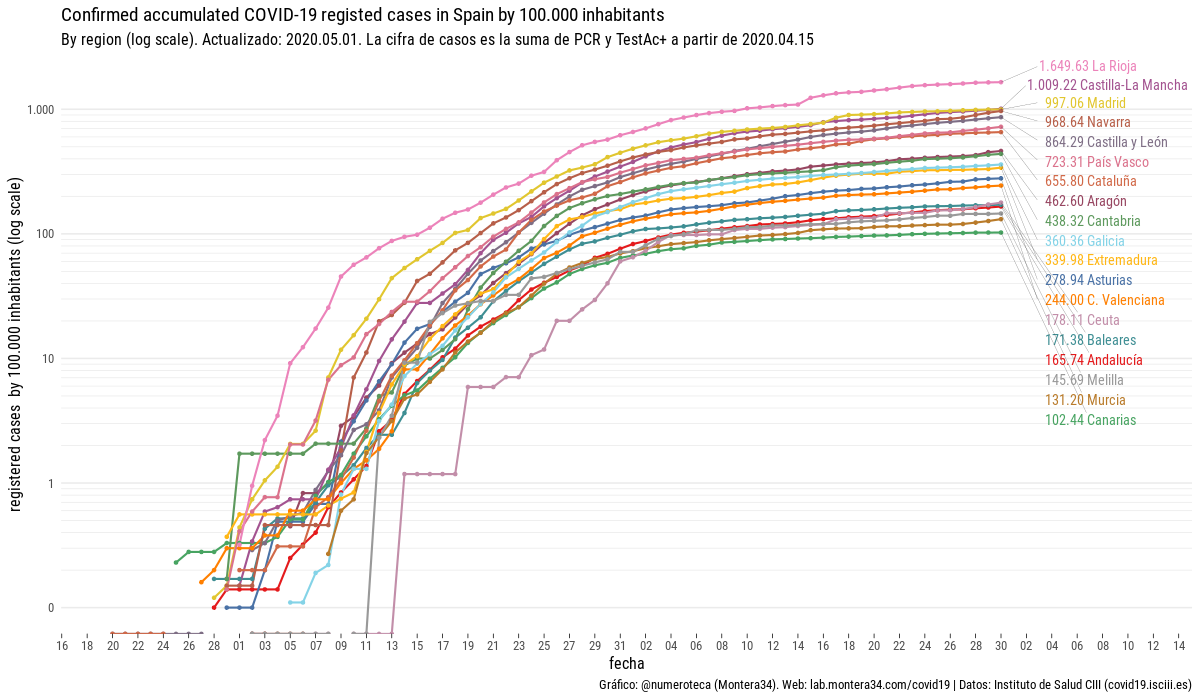 Confirmed accumulated COVID-19 registed cases in Spain by 100.000 inhabitants
By region (log scale). Actualizado: 2020.05.01. La cifra de casos es la suma de PCR y TestAc+ a partir de 2020.04.15
registered cases by 100.000 inhabitants (log scale)
1.000
100
10
1
0
1.649.63 La Rioja
1.009.22 Castilla-La Mancha
997.06 Madrid
968.64 Navarra
864.29 Castilla y León
723.31 País Vasco
655.80 Cataluña
462.60 Aragón
438.32 Cantabria
360.36 Galicia
339.98 Extremadura
278.94 Asturias
244.00 C. Valenciana
178.11 Ceuta
171.38 Baleares
165.74 Andalucía
145.69 Melilla
131.20 Murcia
102.44 Canarias
16 18 20 22 24 26 28 01 03 05 07 09 11 13 15 17 19 21 23 25 27 29 31 02 04 06 08 10 12 14 16 18 20 22 24 26 28 30 02 04 06 08 10 12 14
fecha
Gráfico: @numeroteca (Montera34). Web: lab.montera34.com/covid19 | Datos: Instituto de Salud CIII (covid19.isciii.es)